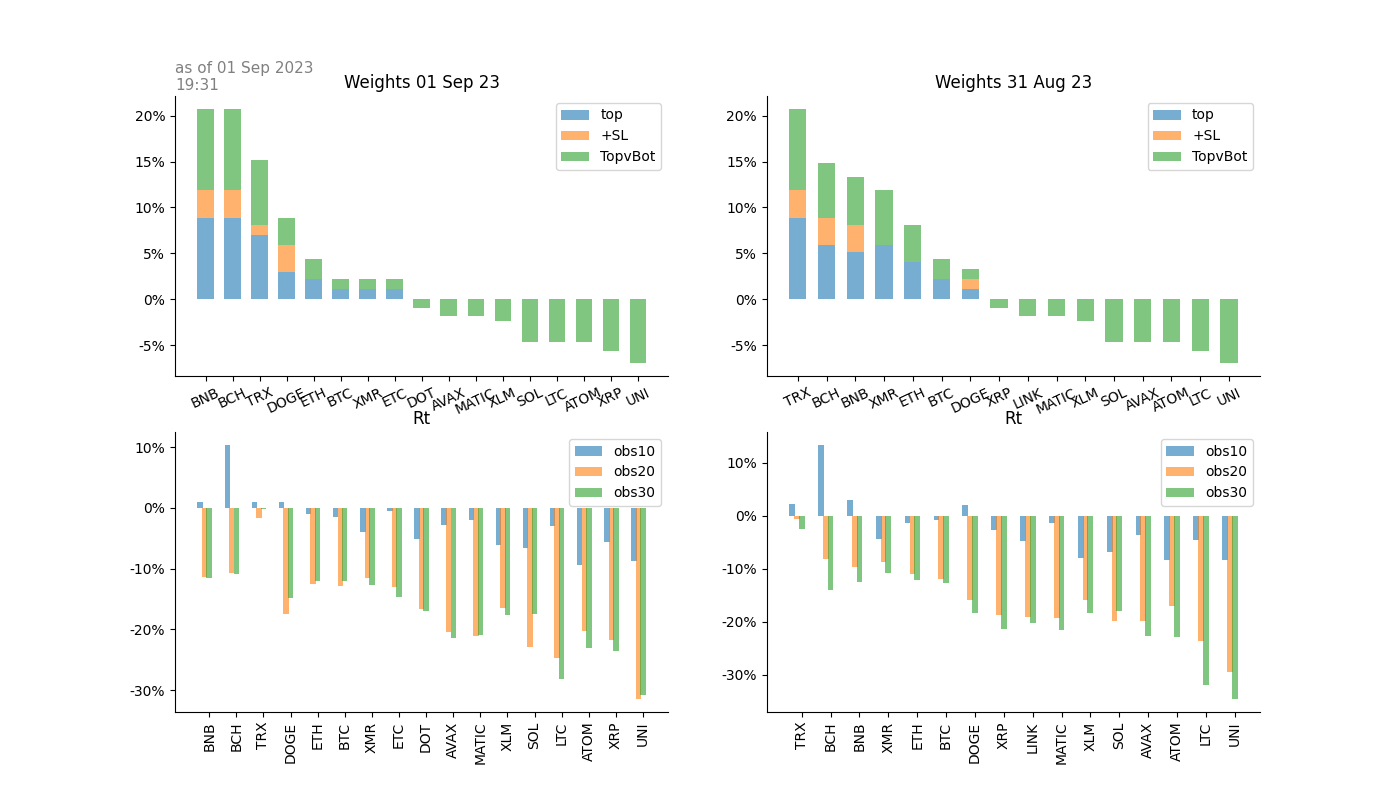 as of 01 Sep 2023
19:31
Weights 01 Sep 23
20%
15%
10%
5%
0%
-5%
top
+SL
TopvBot
BNB BCH TRX DOGE ETH BTC XMR ETC DOT AVAX MATIC XLM SOL LTC ATOM XRP UNI
Weights 31 Aug 23
20%
15%
10%
5%
0%
-5%
top
+SL
TopvBot
TRX BCH BNB XMR ETH BTC DOGE XRP LINK MATIC XLM SOL AVAX ATOM LTC UNI
Rt
10%
0%
-10%
-20%
-30%
obs10
obs20
obs30
BNB BCH TRX DOGE ETH BTC XMR ETC DOT AVAX MATIC XLM SOL LTC ATOM XRP UNI
Rt
10%
0%
-10%
-20%
-30%
obs10
obs20
obs30
TRX BCH BNB XMR ETH BTC DOGE XRP LINK MATIC XLM SOL AVAX ATOM LTC UNI